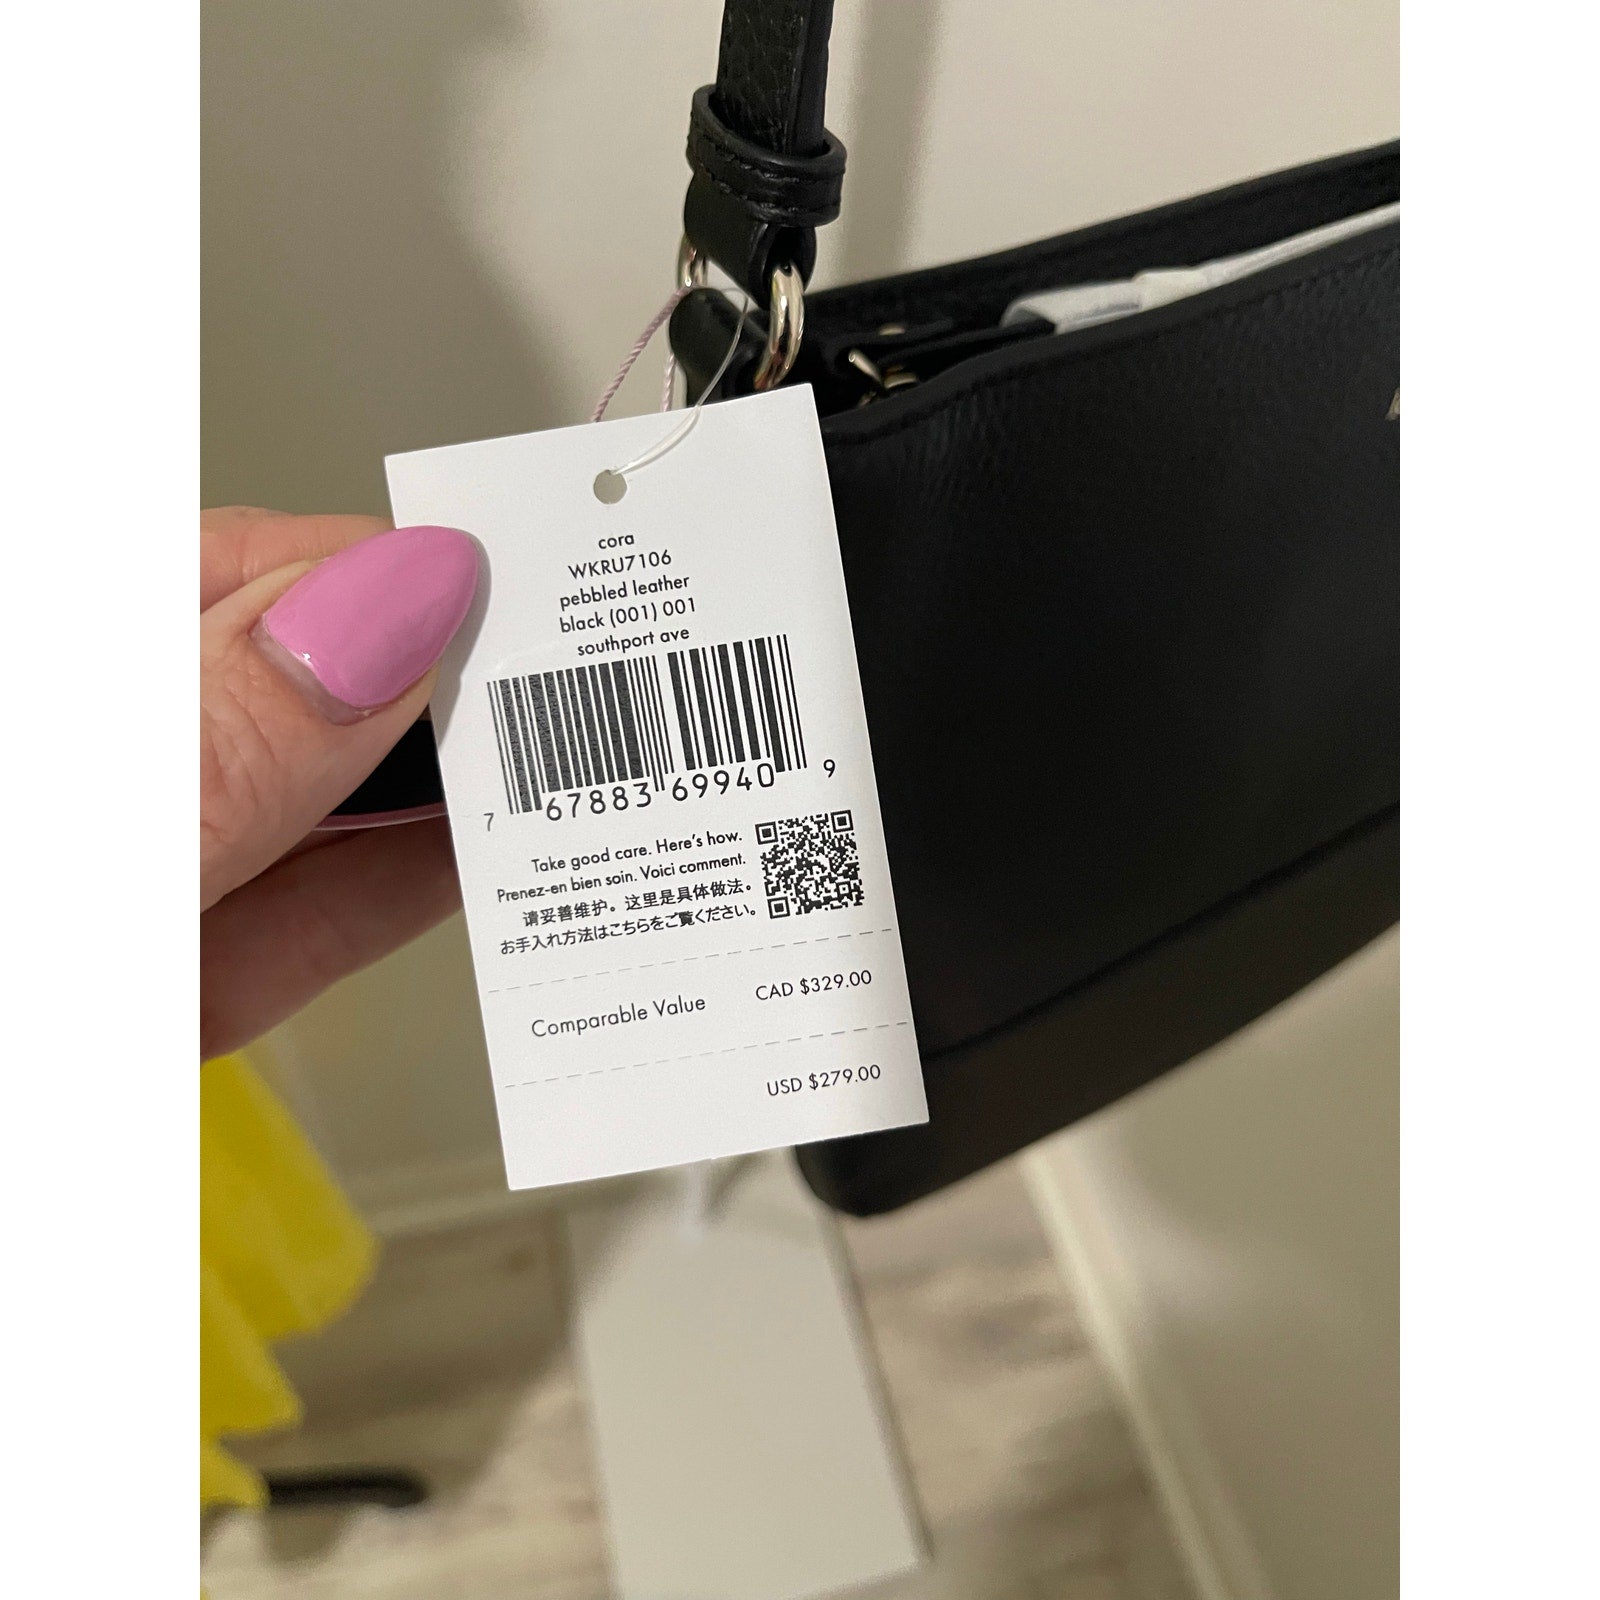 cora
WKRU7106
pebbled leather
black (001) 001
southport ave
7 67883 69940 9
Take good care. Here's how.
Prenez-en bien soin. Voici comment.
请妥善维护。这里是具体做法。
お手入れ方法はこちらをご覧ください。
Comparable Value CAD $329.00
USD $279.00